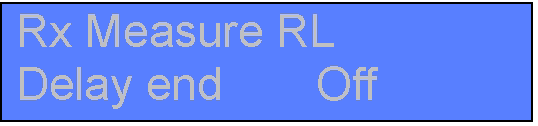 Rx Measure RL
Delay end Off